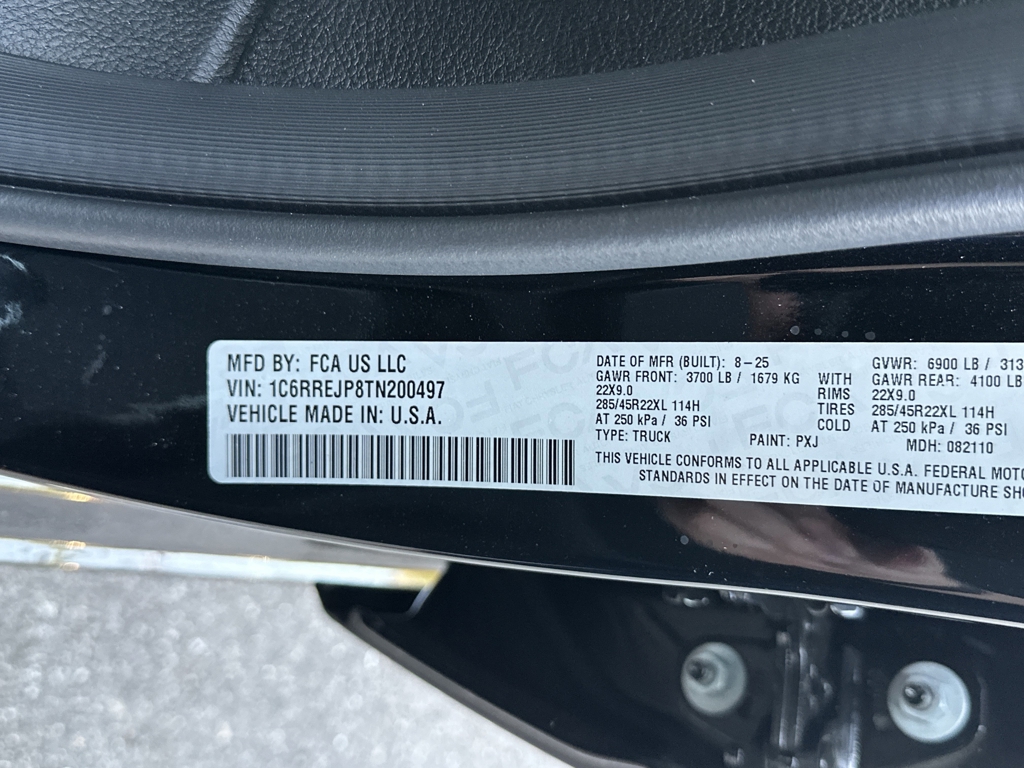 MFD BY: FCA US LLC
VIN: 1C6RREJP8TN200497
VEHICLE MADE IN: U.S.A.
DATE OF MFR (BUILT): 8-25
GAWR FRONT: 3700 LB / 1679 KG WITH
22X9.0 RIMS
285/45R22XL 114H TIRES
AT 250 kPa / 36 PSI COLD
TYPE: TRUCK PAINT: PXJ
GVWR: 6900 LB / 313
GAWR REAR: 4100 LB
22X9.0
285/45R22XL 114H
AT 250 kPa / 36 PSI
MDH: 082110
THIS VEHICLE CONFORMS TO ALL APPLICABLE U.S.A. FEDERAL MOTO
STANDARDS IN EFFECT ON THE DATE OF MANUFACTURE SHO